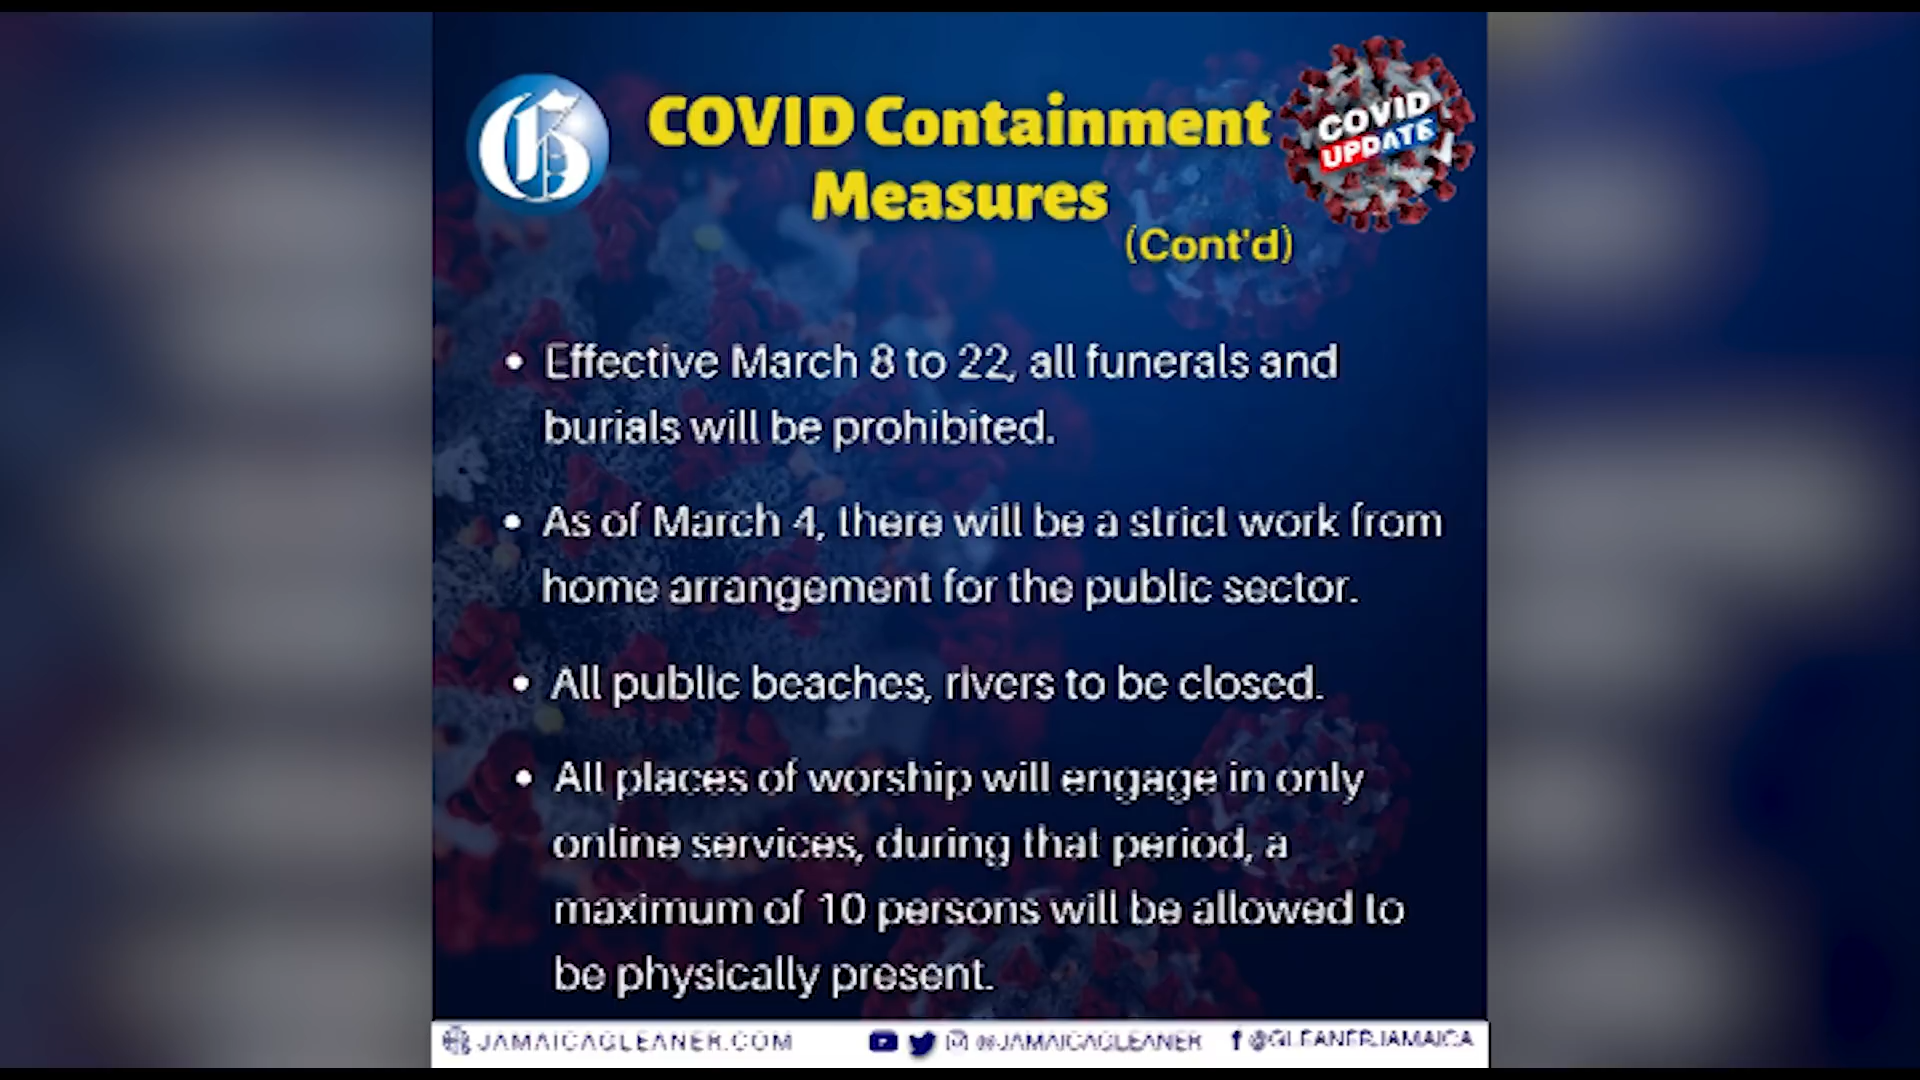 G
COVID Containment
Measures
(Cont'd)
COVID
UPDATE
• Effective March 8 to 22, all funerals and
burials will be prohibited.
• As of March 4, there will be a strict work from
home arrangement for the public sector.
• All public beaches, rivers to be closed.
• All places of worship will engage in only
online services, during that period, a
maximum of 10 persons will be allowed to
be physically present.
JAMAICAGLEANER.COM @JAMAICAGLEANER f @GLEANERJAMAICA